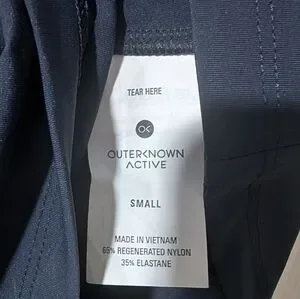 TEAR HERE
OK
OUTERKNOWN
ACTIVE
SMALL
MADE IN VIETNAM
65% REGENERATED NYLON
35% ELASTANE